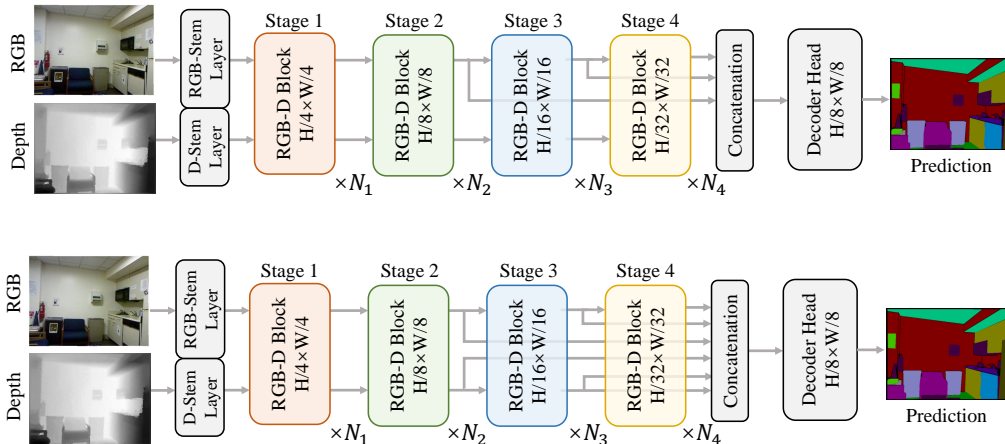 RGB
Depth
RGB-Stem
Layer
D-Stem
Layer
Stage 1
RGB-D Block
H/4×W/4
×N1
Stage 2
RGB-D Block
H/8×W/8
×N2
Stage 3
RGB-D Block
H/16×W/16
×N3
Stage 4
RGB-D Block
H/32×W/32
×N4
Concatenation
Decoder Head
H/8×W/8
Prediction
RGB
Depth
RGB-Stem
Layer
D-Stem
Layer
Stage 1
RGB-D Block
H/4×W/4
×N1
Stage 2
RGB-D Block
H/8×W/8
×N2
Stage 3
RGB-D Block
H/16×W/16
×N3
Stage 4
RGB-D Block
H/32×W/32
×N4
Concatenation
Decoder Head
H/8×W/8
Prediction